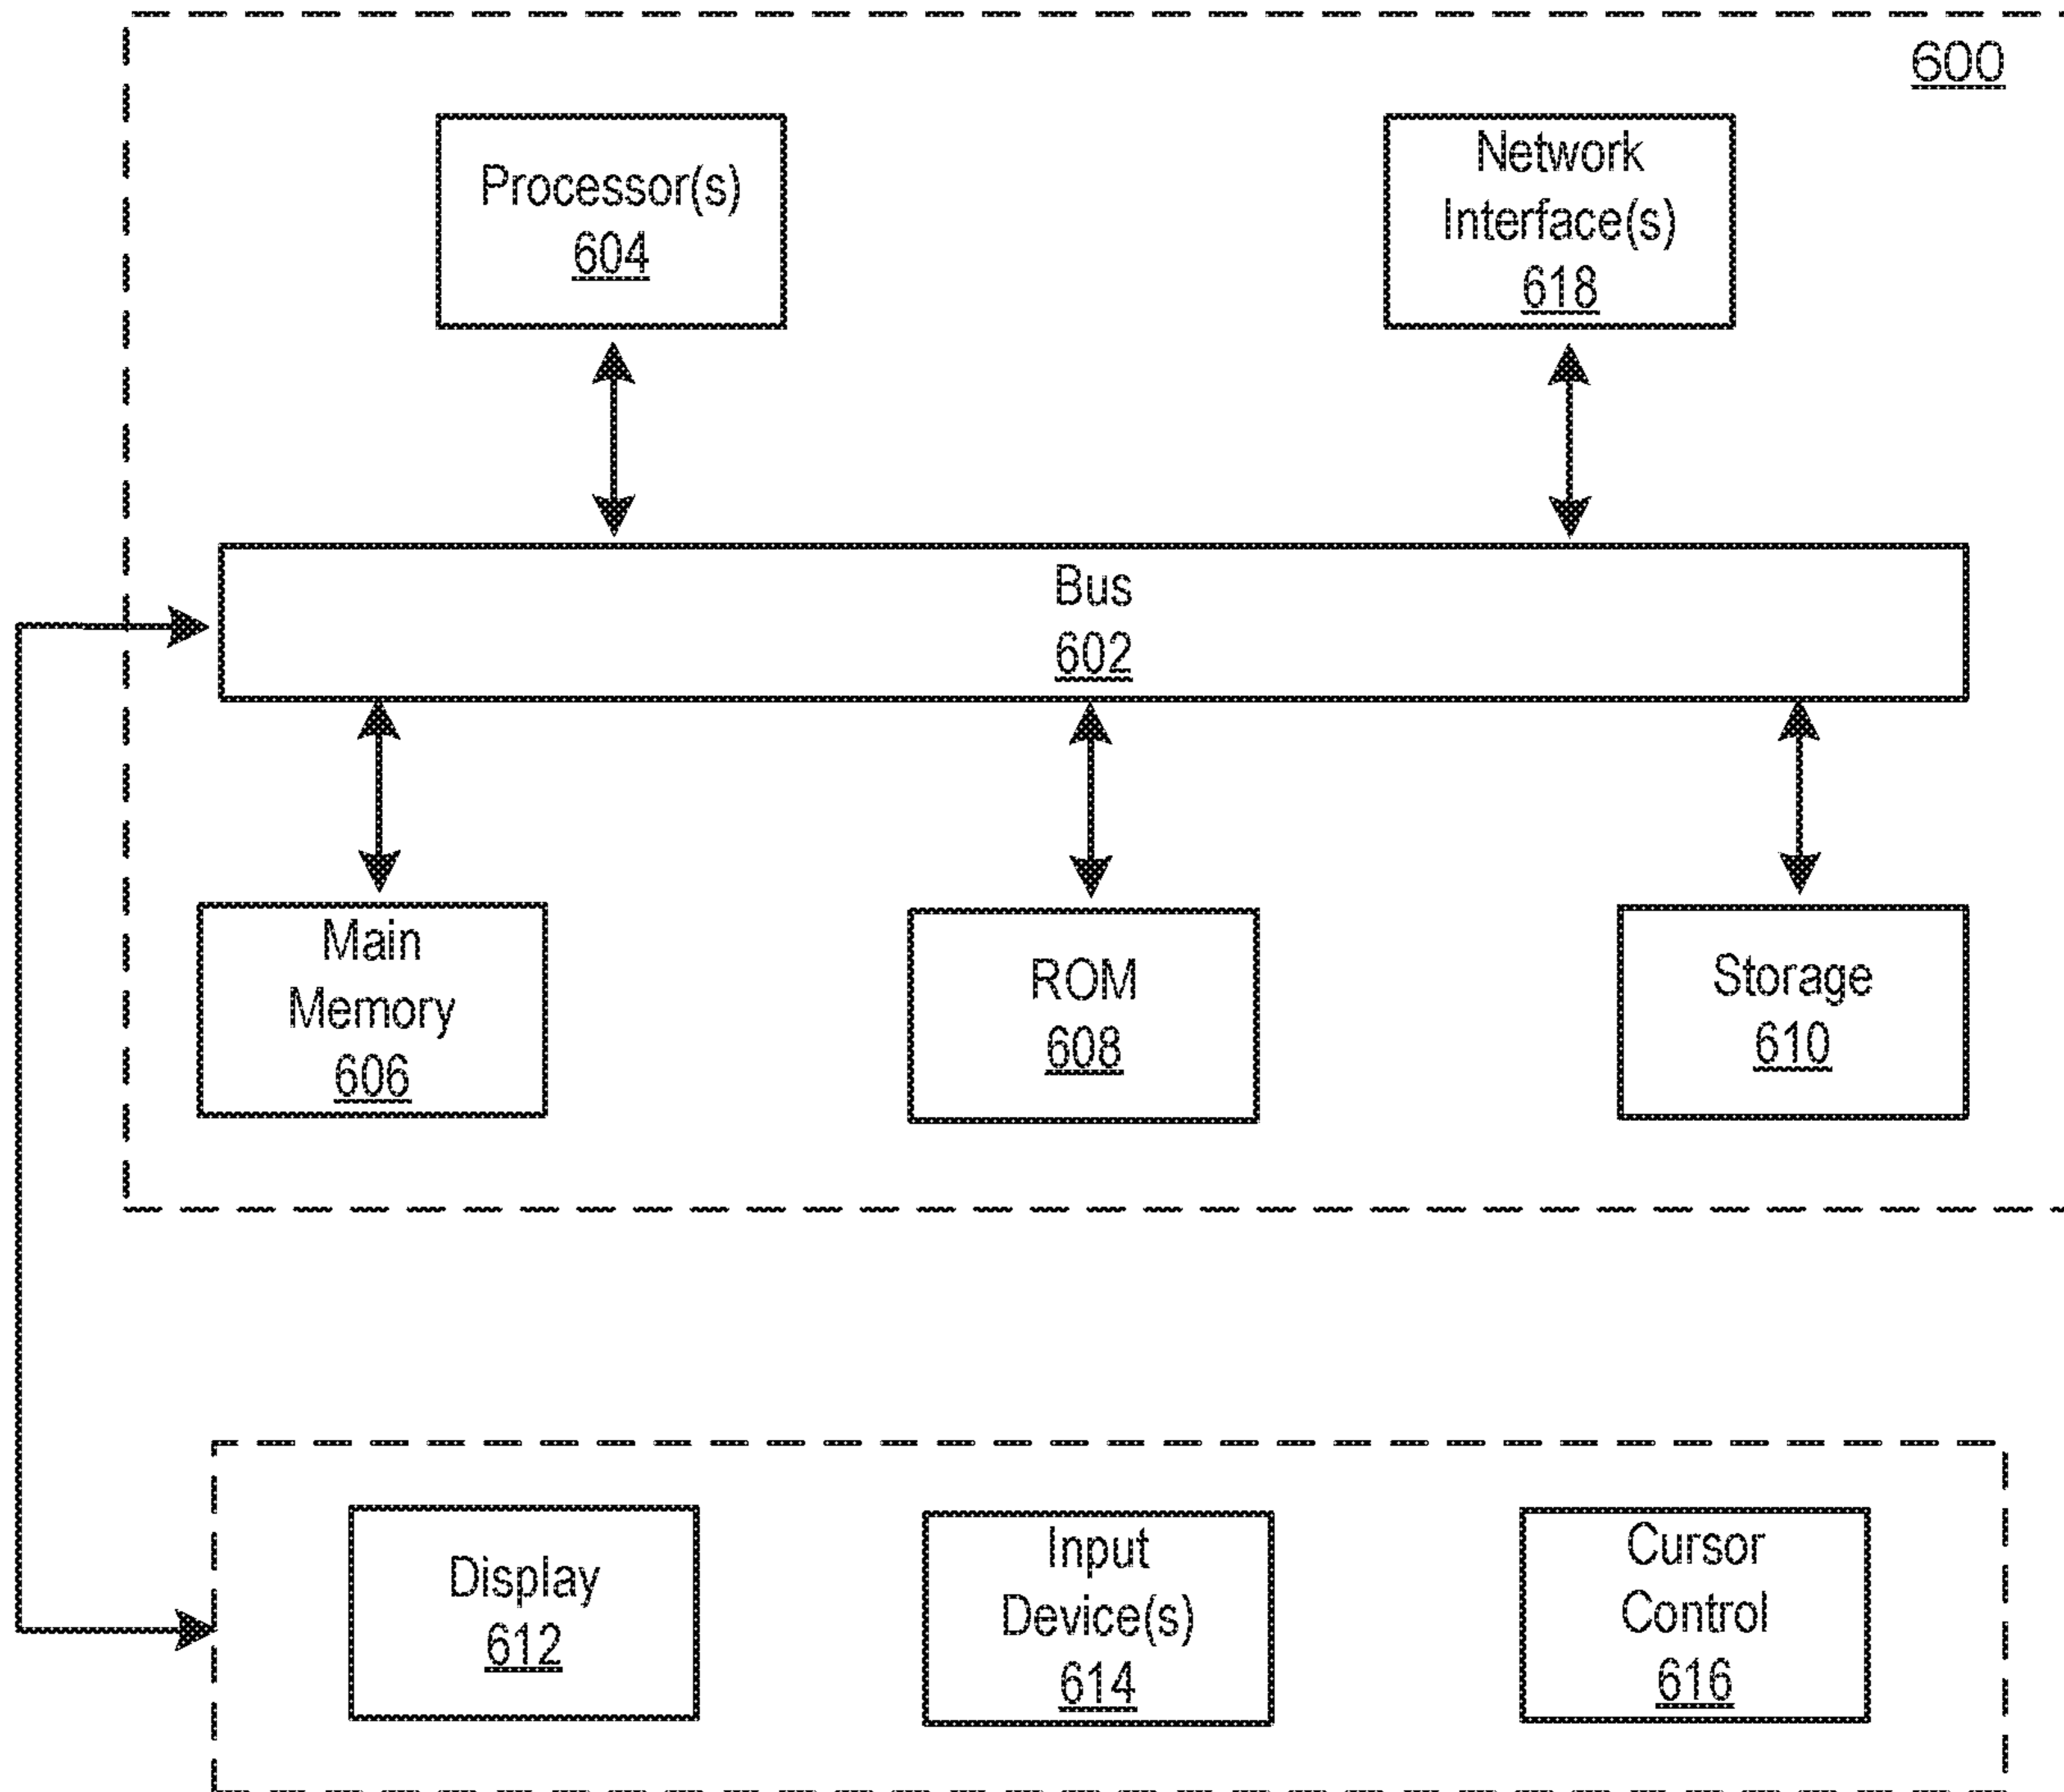 600
Processor(s)
604
Network
Interface(s)
618
Bus
602
Main
Memory
606
ROM
608
Storage
610
Display
612
Input
Device(s)
614
Cursor
Control
616